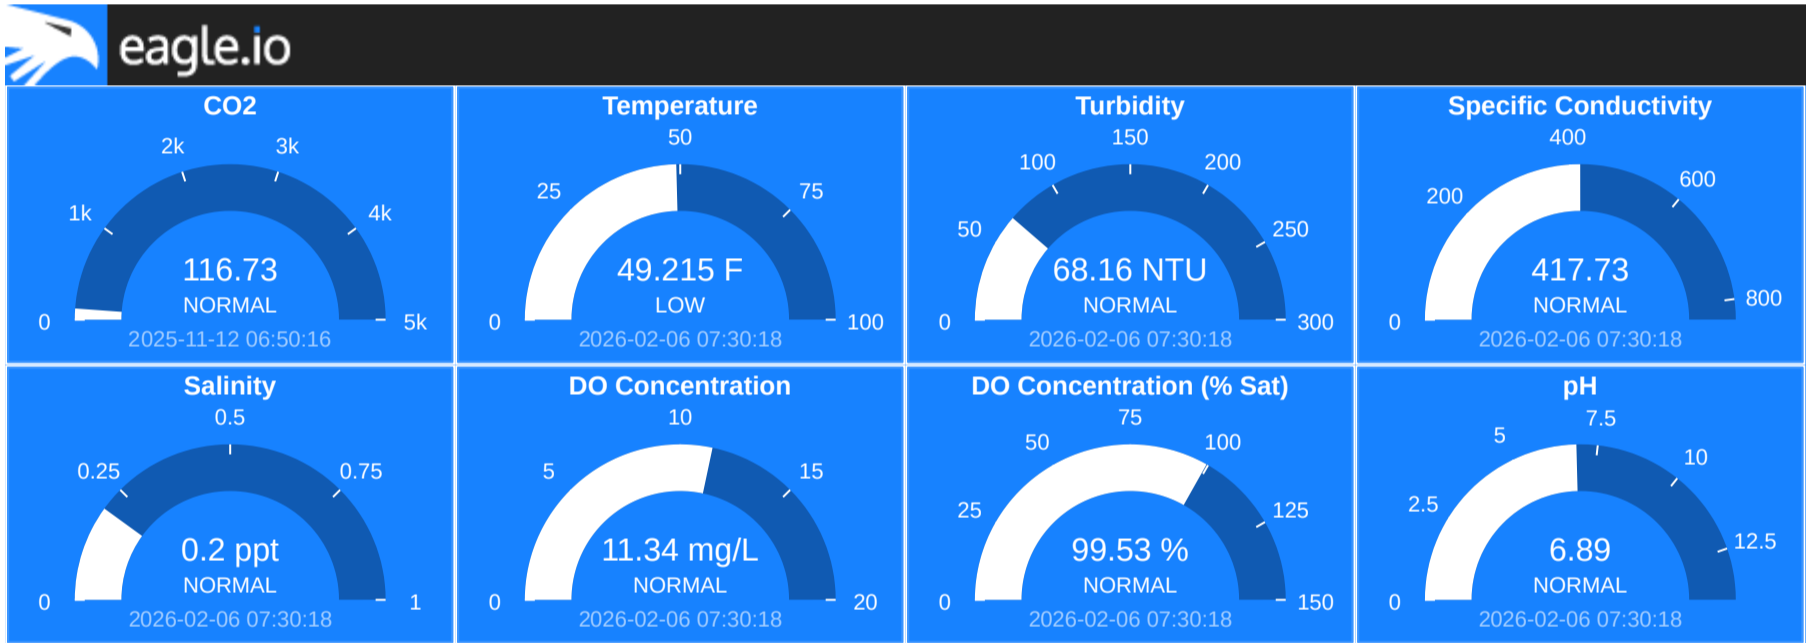 eagle.io
CO2
2k
3k
1k
4k
116.73
NORMAL
0
5k
2025-11-12 06:50:16
Temperature
50
25
75
49.215 F
LOW
0
100
2026-02-06 07:30:18
Turbidity
150
100
200
50
250
68.16 NTU
NORMAL
0
300
2026-02-06 07:30:18
Specific Conductivity
400
600
200
417.73
800
NORMAL
0
2026-02-06 07:30:18
Salinity
0.5
0.25
0.75
0.2 ppt
NORMAL
0
1
2026-02-06 07:30:18
DO Concentration
10
5
15
11.34 mg/L
NORMAL
0
20
2026-02-06 07:30:18
DO Concentration (% Sat)
75
50
100
25
125
99.53 %
NORMAL
0
150
2026-02-06 07:30:18
pH
7.5
5
10
2.5
12.5
6.89
NORMAL
0
2026-02-06 07:30:18